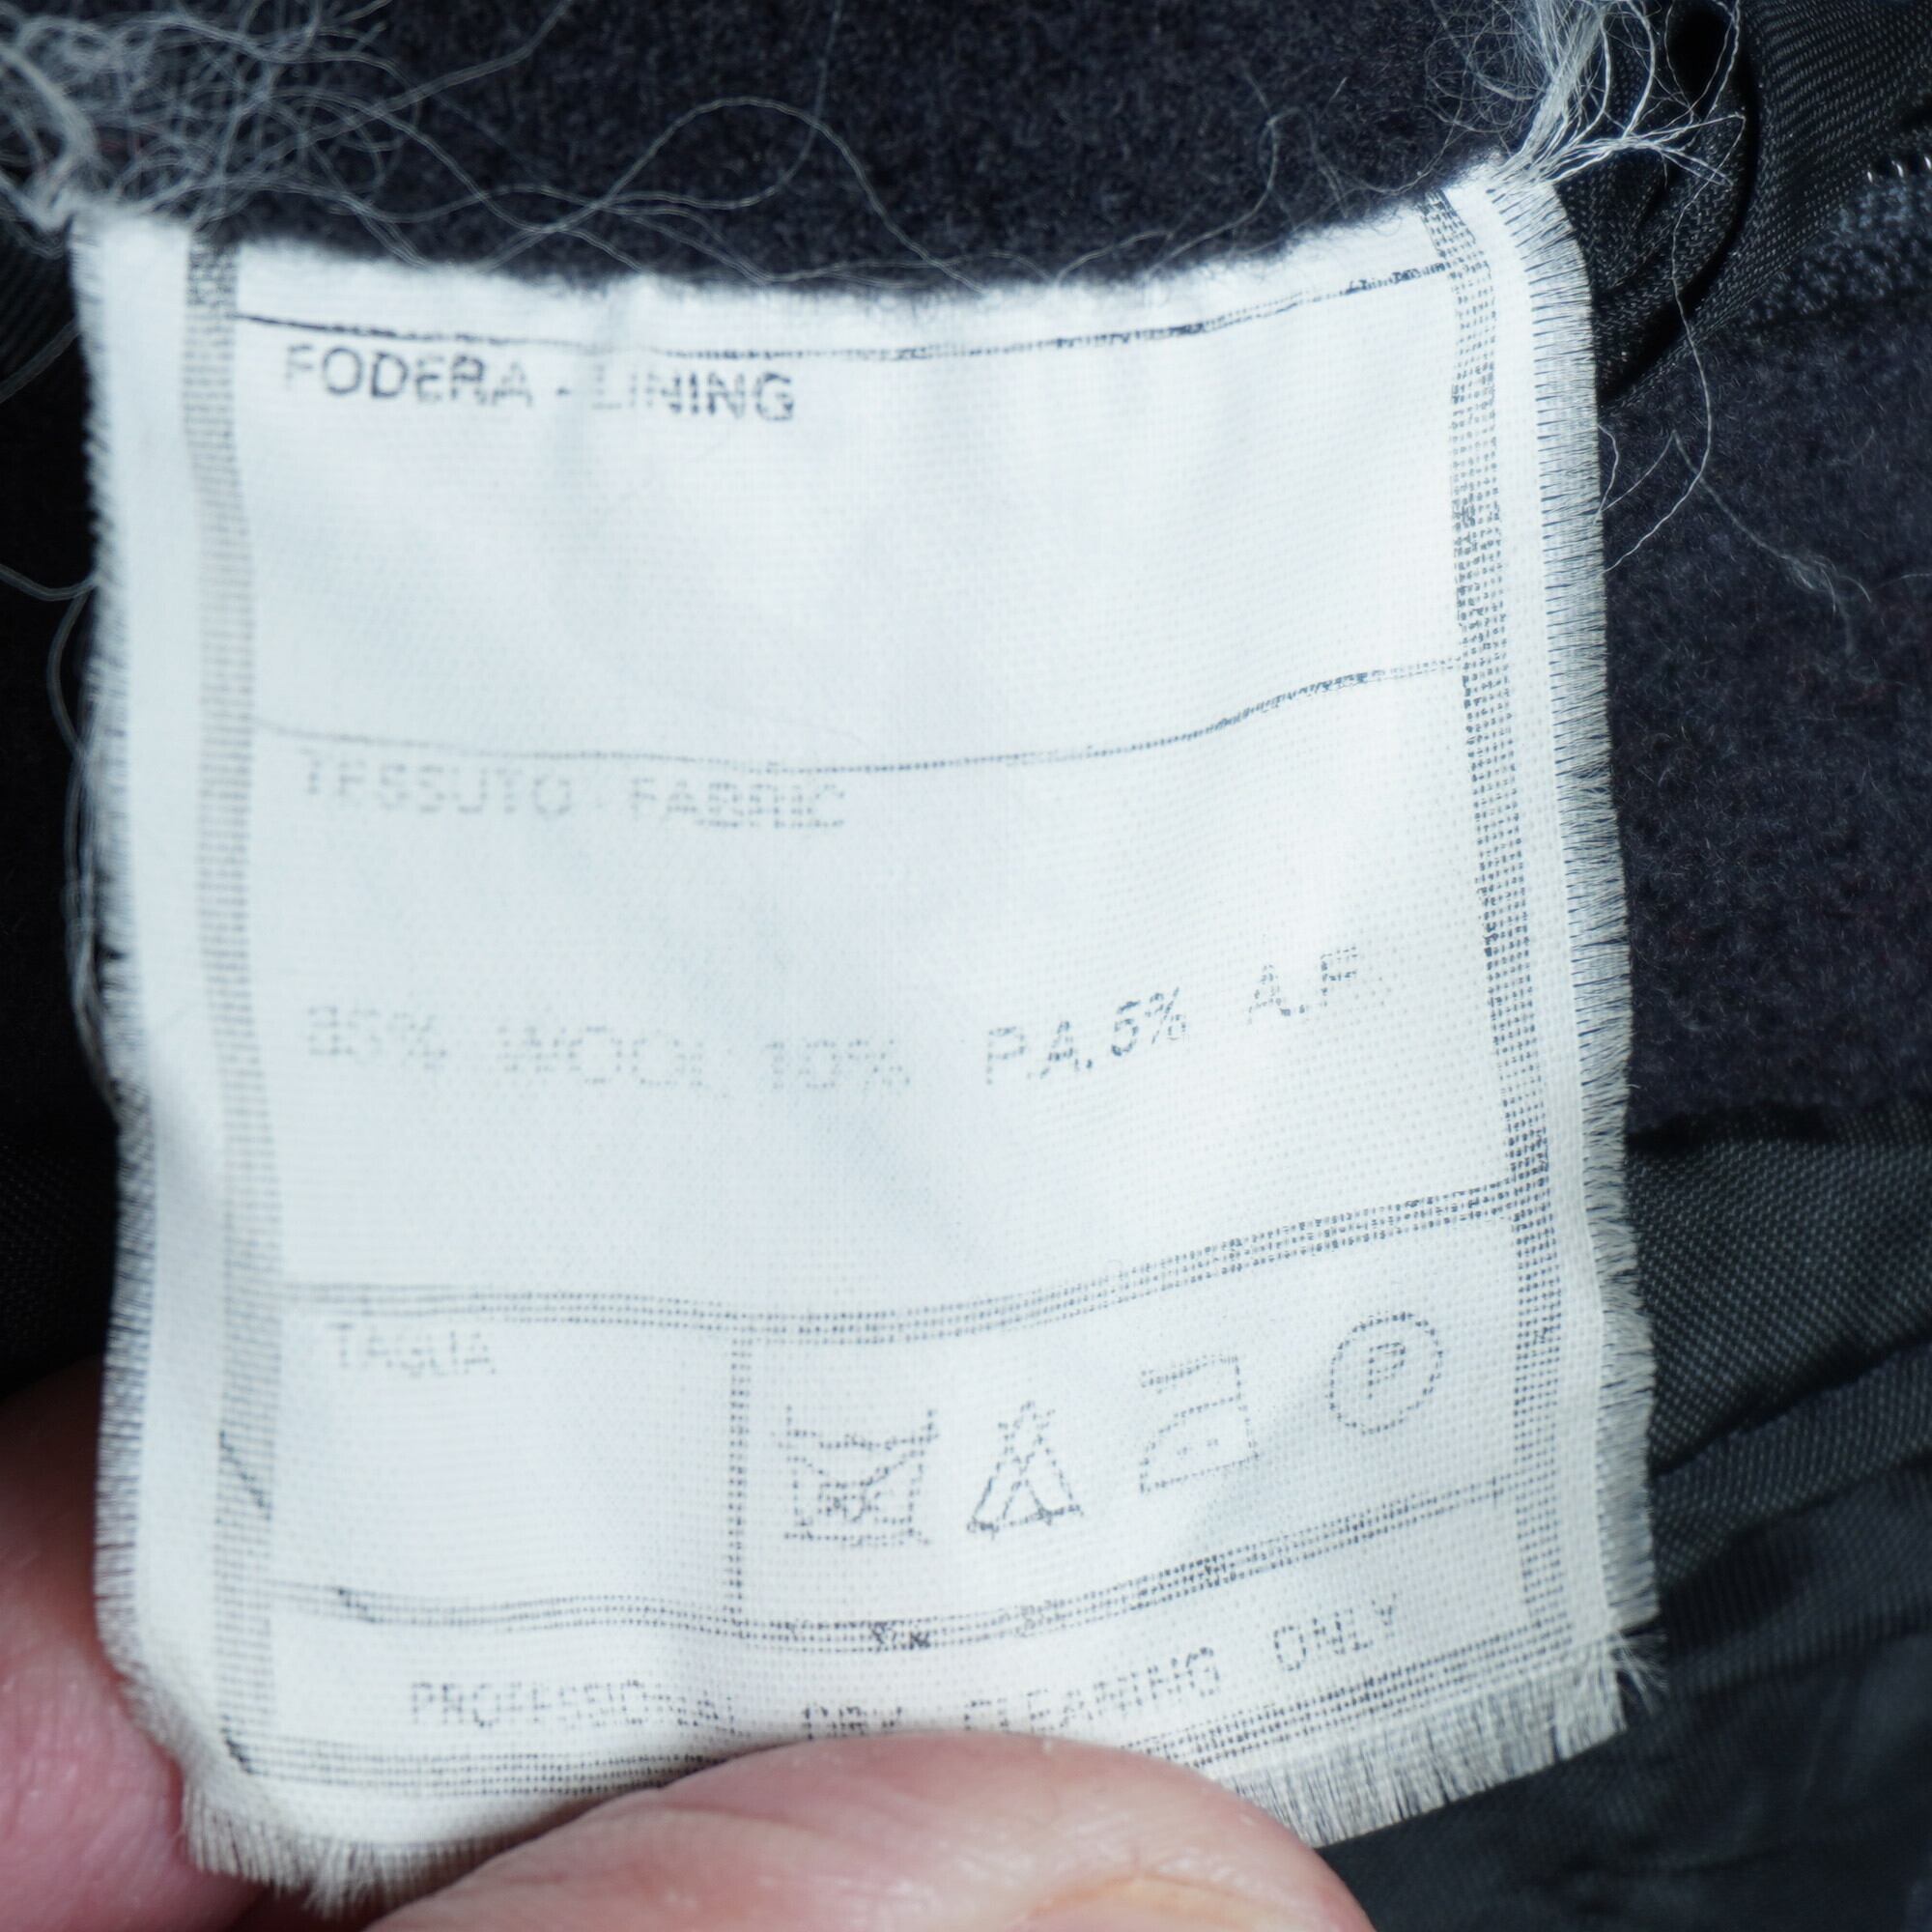 FODERA - LINING
TESSUTO - FABRIC
85% WOOL 10% P.A. 5% A.F.
TAGLIA
P
PROFESSIONAL DRY CLEANING ONLY